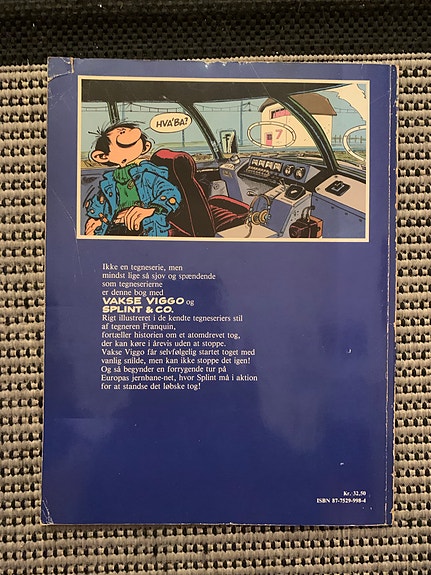 HVA'BA?
7
Ikke en tegneserie, men
mindst lige så sjov og spændende
som tegneserierne
er denne bog med
VAKSE VIGGO og
SPLINT & CO.
Rigt illustreret i de kendte tegneseriers stil
af tegneren Franquin,
fortæller historien om et atomdrevet tog,
der kan køre i årevis uden at stoppe.
Vakse Viggo får selvfølgelig startet toget med
vanlig snilde, men kan ikke stoppe det igen!
Og så begynder en forrygende tur på
Europas jernbane-net, hvor Splint må i aktion
for at standse det løbske tog!
Kr. 32,50
ISBN 87-7529-998-4